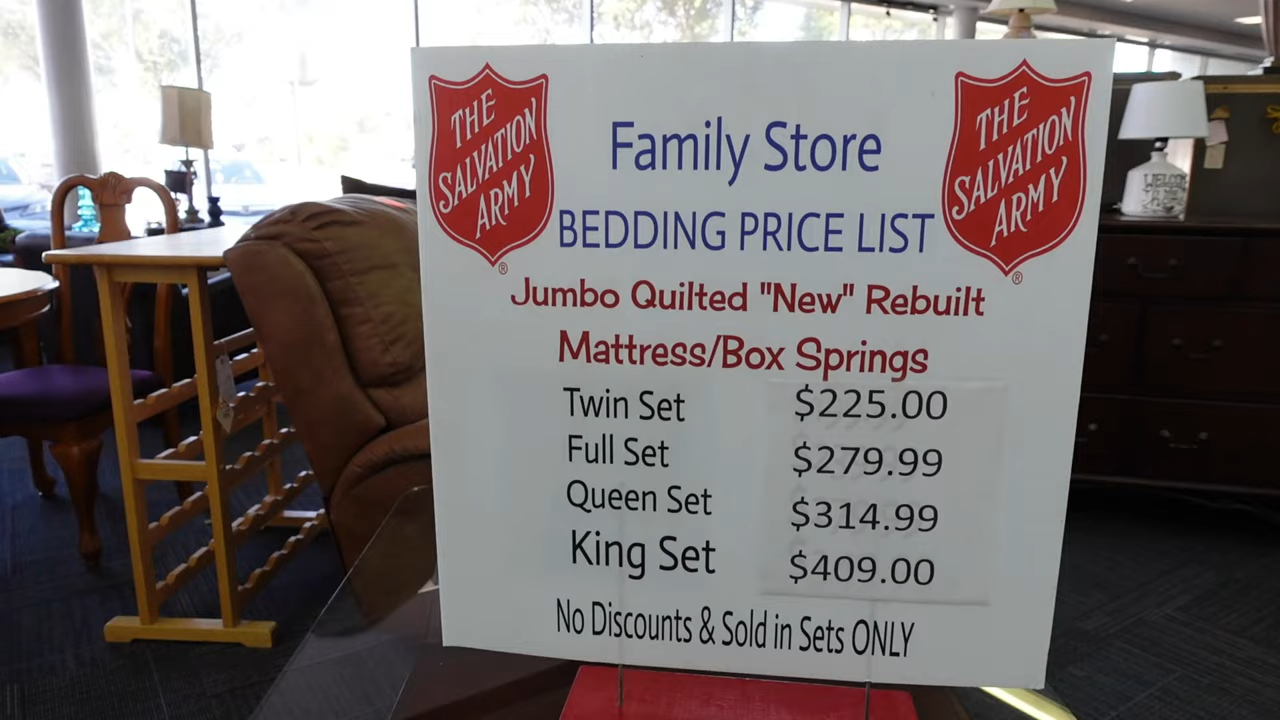 THE
SALVATION
ARMY
®
Family Store
BEDDING PRICE LIST
THE
SALVATION
ARMY
®
Jumbo Quilted "New" Rebuilt
Mattress/Box Springs
Twin Set $225.00
Full Set $279.99
Queen Set $314.99
King Set $409.00
No Discounts & Sold in Sets ONLY